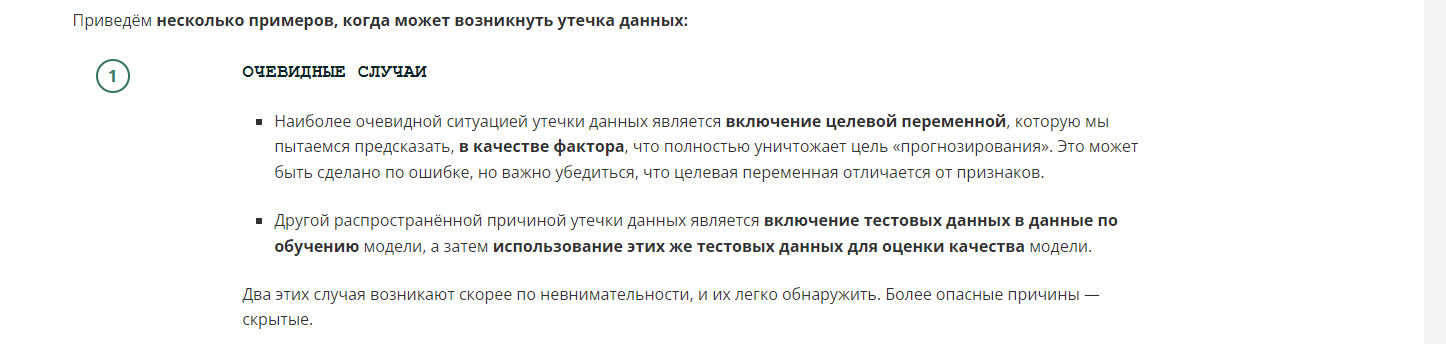 Приведём несколько примеров, когда может возникнуть утечка данных:
1
ОЧЕВИДНЫЕ СЛУЧАИ
Наиболее очевидной ситуацией утечки данных является включение целевой переменной, которую мы
пытаемся предсказать, в качестве фактора, что полностью уничтожает цель «прогнозирования». Это может
быть сделано по ошибке, но важно убедиться, что целевая переменная отличается от признаков.
Другой распространённой причиной утечки данных является включение тестовых данных в данные по
обучению модели, а затем использование этих же тестовых данных для оценки качества модели.
Два этих случая возникают скорее по невнимательности, и их легко обнаружить. Более опасные причины —
скрытые.